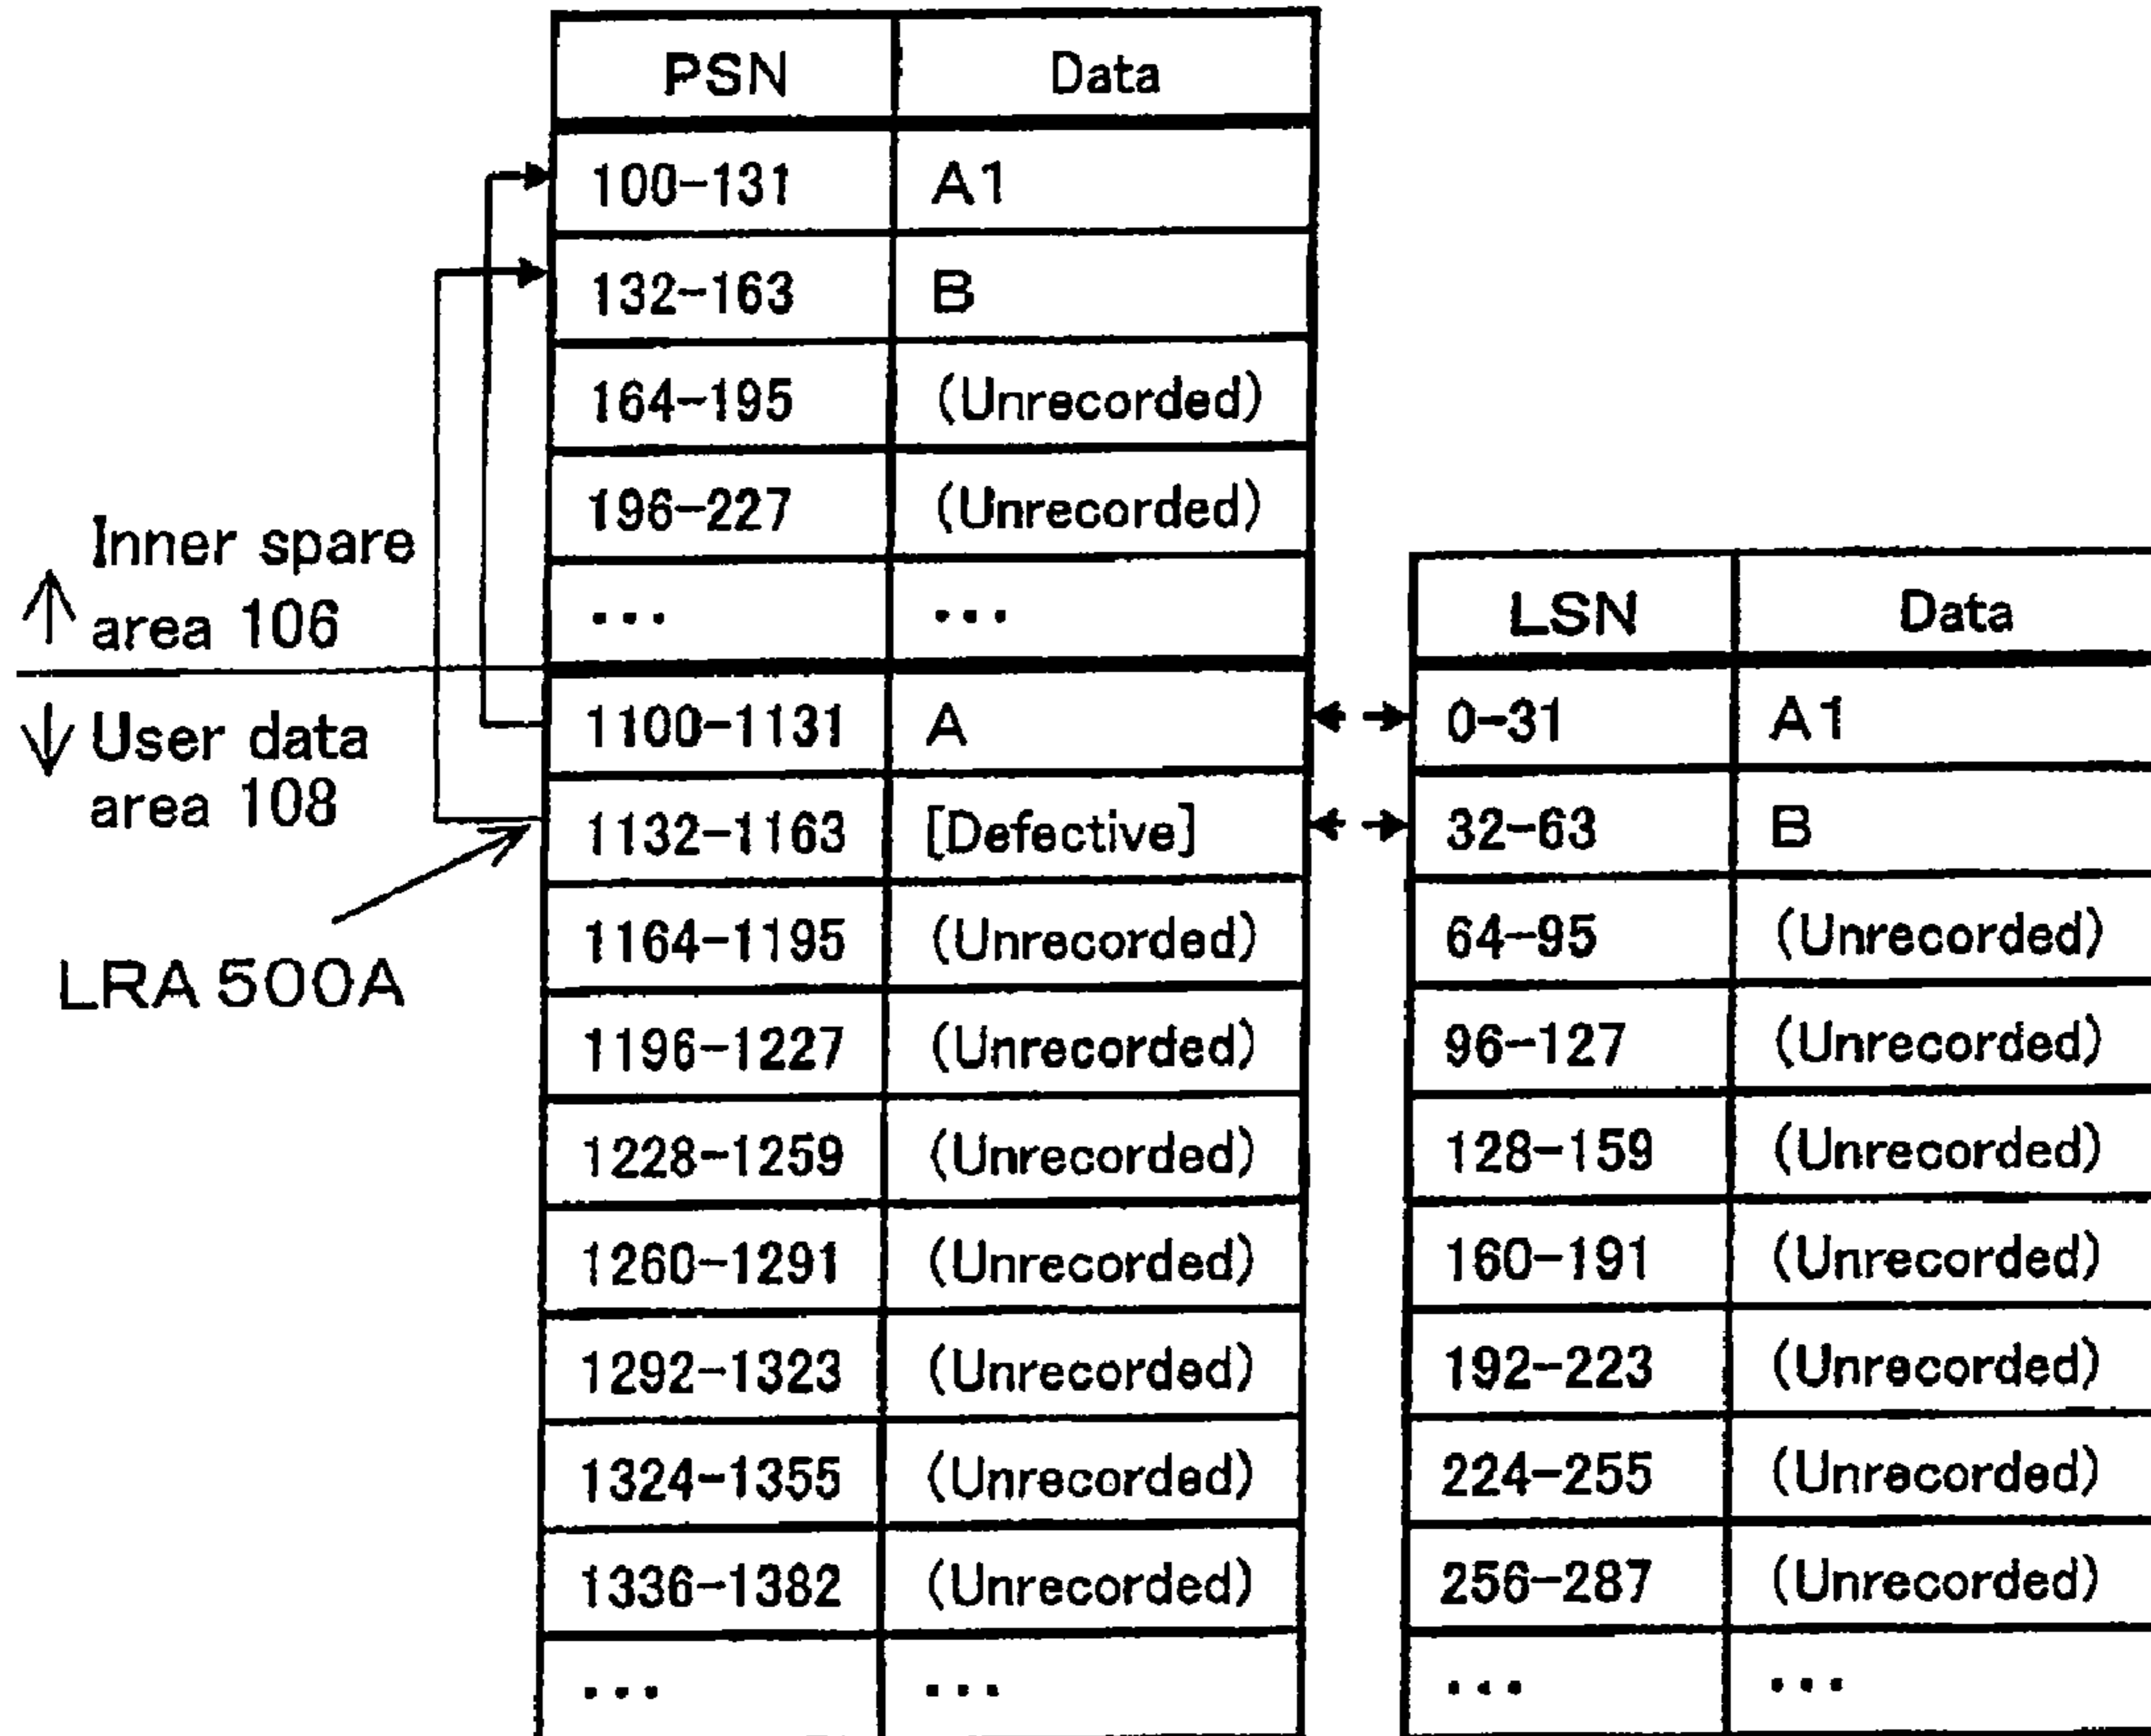 PSN Data
100-131 A1
132-163 B
164-195 (Unrecorded)
196-227 (Unrecorded)
... ...
1100-1131 A
1132-1163 [Defective]
1164-1195 (Unrecorded)
1196-1227 (Unrecorded)
1228-1259 (Unrecorded)
1260-1291 (Unrecorded)
1292-1323 (Unrecorded)
1324-1355 (Unrecorded)
1336-1382 (Unrecorded)
... ...
Inner spare
area 106
User data
area 108
LRA 500A
LSN Data
0-31 A1
32-63 B
64-95 (Unrecorded)
96-127 (Unrecorded)
128-159 (Unrecorded)
160-191 (Unrecorded)
192-223 (Unrecorded)
224-255 (Unrecorded)
256-287 (Unrecorded)
... ...